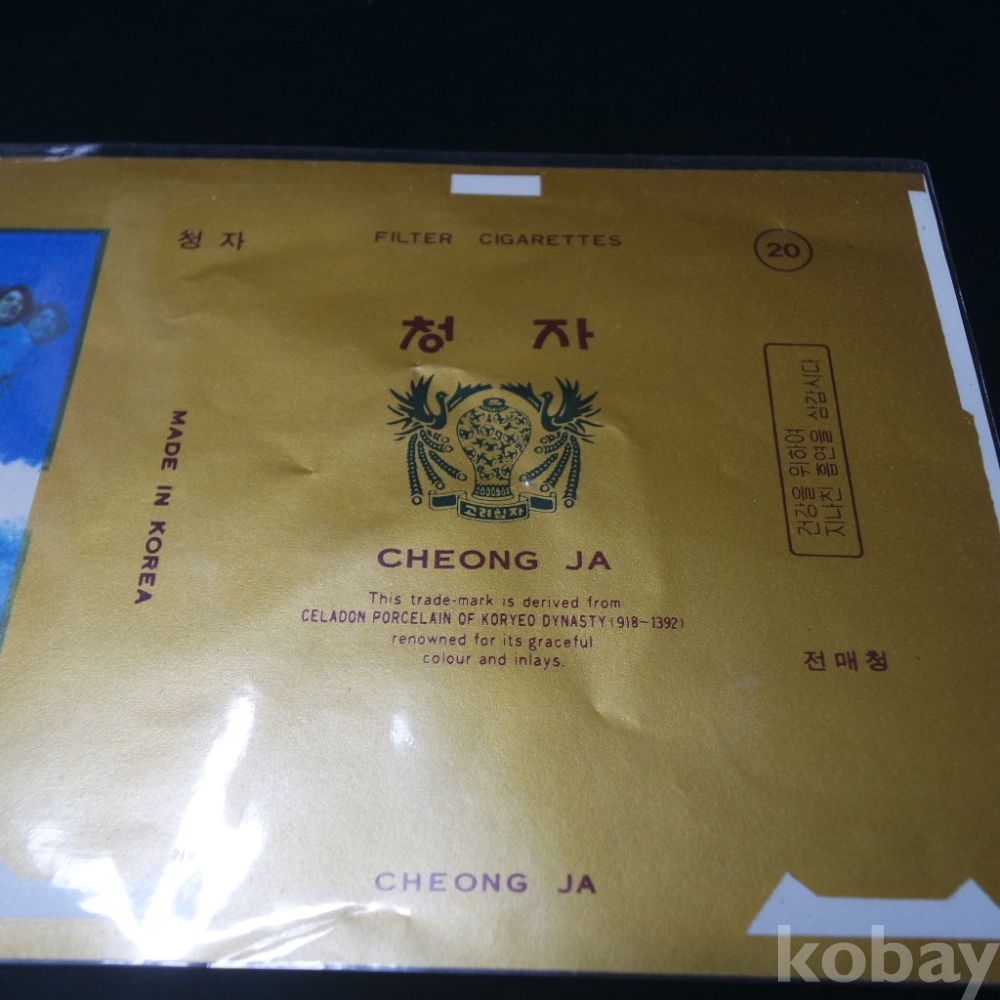 청 자
FILTER CIGARETTES
20
청 자
고려청자
MADE IN KOREA
CHEONG JA
This trade-mark is derived from
CELADON PORCELAIN OF KORYEO DYNASTY (918-1392)
renowned for its graceful
colour and inlays.
건강을 위하여
지나친 흡연을 삼갑시다
전매청
CHEONG JA
kobay